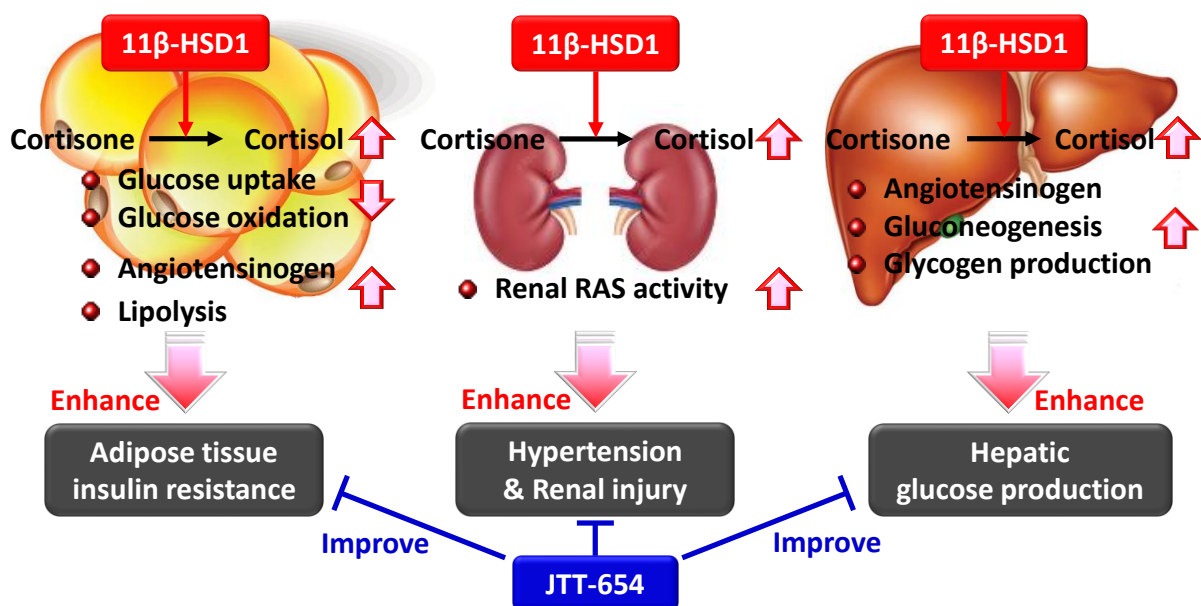 11β-HSD1
Cortisone
Cortisol
Glucose uptake
Glucose oxidation
Angiotensinogen
Lipolysis
Enhance
Adipose tissue
insulin resistance
11β-HSD1
Cortisone
Cortisol
Renal RAS activity
Enhance
Hypertension
& Renal injury
11β-HSD1
Cortisone
Cortisol
Angiotensinogen
Gluconeogenesis
Glycogen production
Enhance
Hepatic
glucose production
Improve
Improve
JTT-654